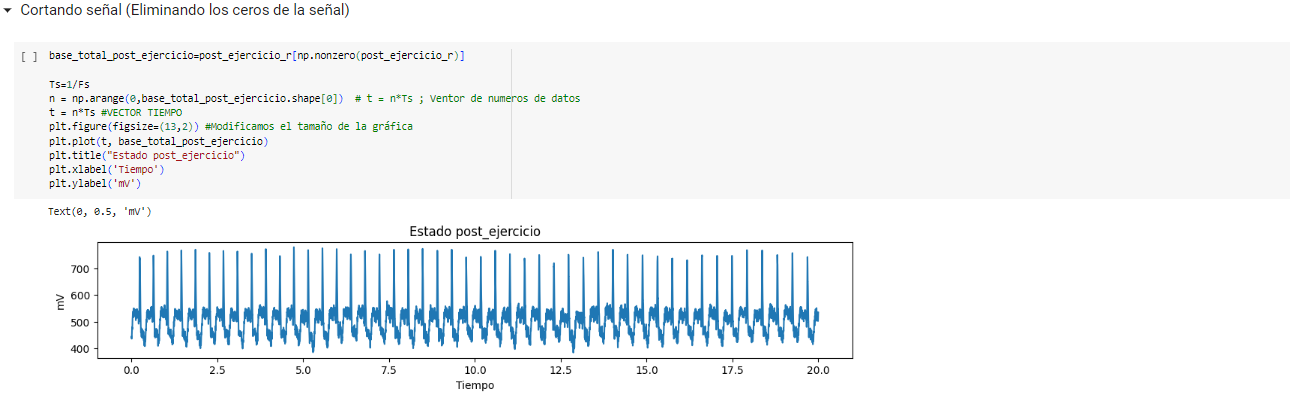 Cortando señal (Eliminando los ceros de la señal)
[ ] base_total_post_ejercicio=post_ejercicio_r[np.nonzero(post_ejercicio_r)]
Ts=1/Fs
n = np.arange(0,base_total_post_ejercicio.shape[0])  # t = n*Ts ; Ventor de numeros de datos
t = n*Ts #VECTOR TIEMPO
plt.figure(figsize=(13,2)) #Modificamos el tamaño de la gráfica
plt.plot(t, base_total_post_ejercicio)
plt.title("Estado post_ejercicio")
plt.xlabel('Tiempo')
plt.ylabel('mV')
Text(0, 0.5, 'mV')
Estado post_ejercicio
700
600
500
400
mV
0.0 2.5 5.0 7.5 10.0 12.5 15.0 17.5 20.0
Tiempo